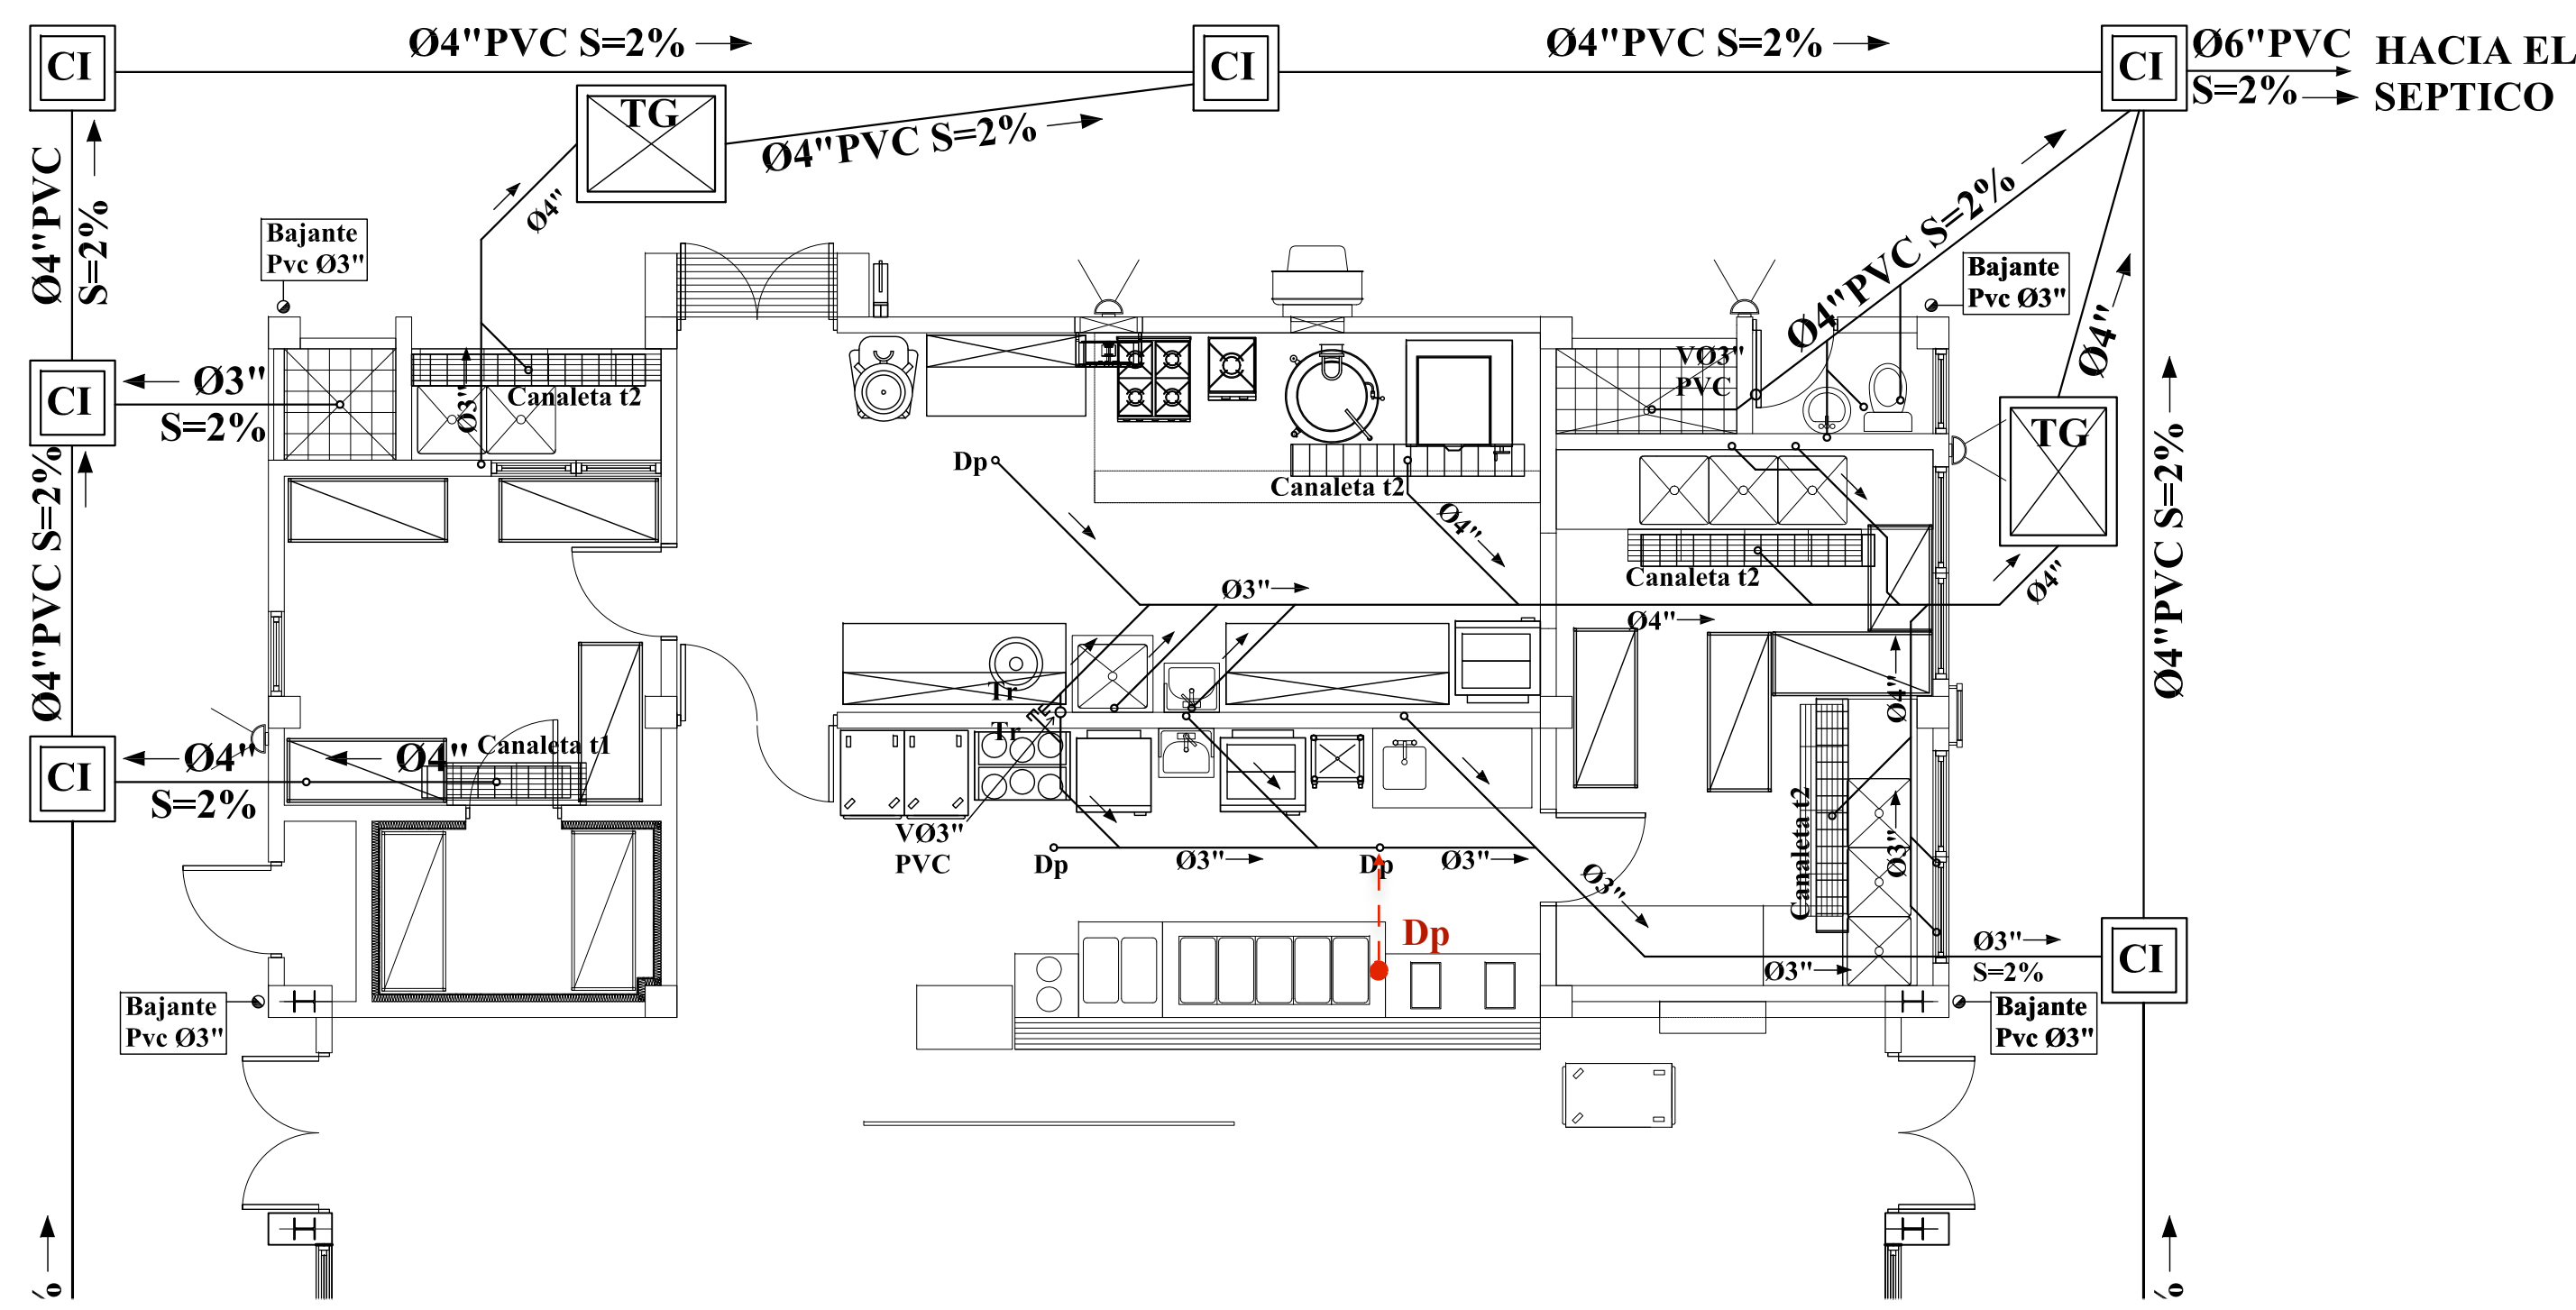 CI
Ø4"PVC S=2%
CI
Ø4"PVC S=2%
CI
Ø6"PVC
S=2%
HACIA EL
SEPTICO
TG
Ø4"PVC S=2%
Ø4"
Ø4"PVC
S=2%
Bajante
Pvc Ø3"
Ø4"PVC S=2%
Bajante
Pvc Ø3"
Ø4"
VØ3"
PVC
CI
Ø3"
S=2%
Ø3"
Canaleta t2
TG
Dp
Canaleta t2
Ø4"
Canaleta t2
Ø4"PVC S=2%
Ø4"PVC S=2%
Ø3"
Ø4"
Ø4"
Tr
Tr
Ø4"
CI
Ø4"
Ø4"
S=2%
Canaleta t1
VØ3"
PVC
Dp
Ø3"
Dp
Ø3"
Ø3"
Canaleta t2
Ø3"
Dp
Ø3"
S=2%
Ø3"
CI
H
Bajante
Pvc Ø3"
H
Bajante
Pvc Ø3"
H
H
%
%